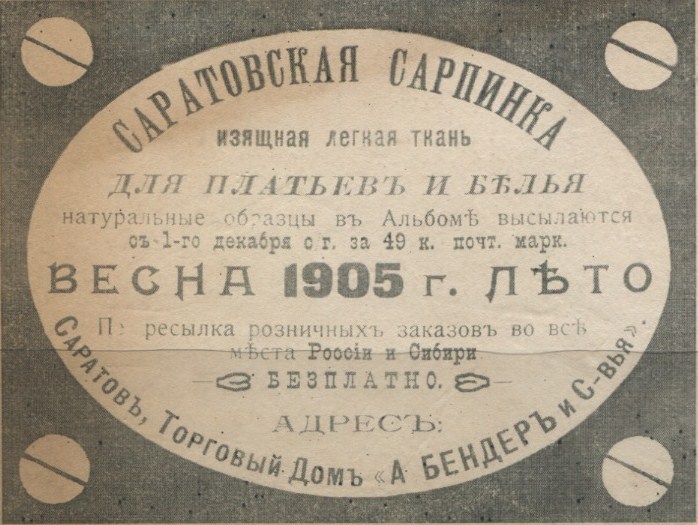 САРАТОВСКАЯ САРПИНКА
ИЗЯЩНАЯ ЛЕГКАЯ ТКАНЬ
ДЛЯ ПЛАТЬЕВЪ И БѢЛЬЯ
натуральные образцы въ Альбомѣ высылаются
съ 1-го декабря с г. за 49 к. почт. марк.
ВЕСНА 1905 г. ЛѢТО
Пересылка розничныхъ заказовъ во всѣ
мѣста Россіи и Сибири
БЕЗПЛАТНО.
АДРЕСЪ:
САРАТОВЪ, ТОРГОВЫЙ ДОМЪ «А БЕНДЕРЪ И С-ВЬЯ».